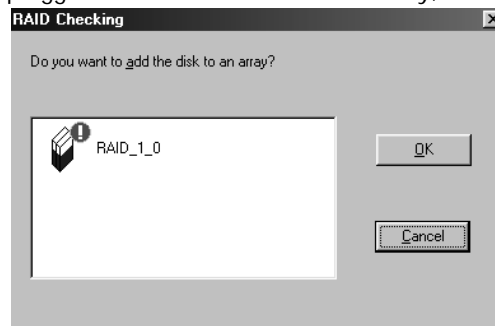 RAID Checking
Do you want to add the disk to an array?
RAID_1_0
OK
Cancel